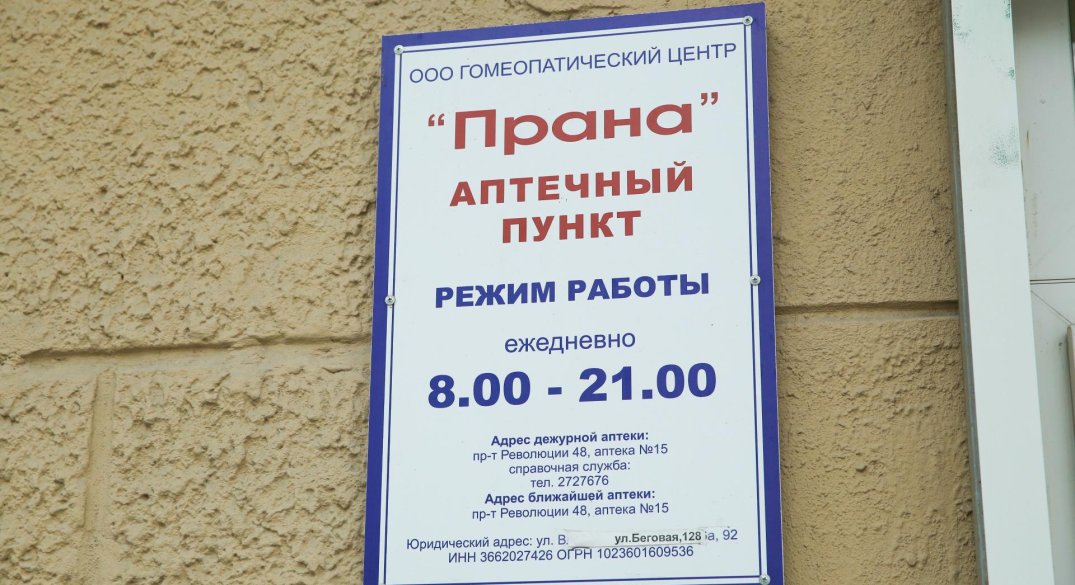 ООО ГОМЕОПАТИЧЕСКИЙ ЦЕНТР
“Прана”
АПТЕЧНЫЙ
ПУНКТ
РЕЖИМ РАБОТЫ
ежедневно
8.00 - 21.00
Адрес дежурной аптеки:
пр-т Революции 48, аптека №15
справочная служба:
тел. 2727676
Адрес ближайшей аптеки:
пр-т Революции 48, аптека №15
Юридический адрес: ул. ул.Беговая,128 92
ИНН 3662027426 ОГРН 1023601609536